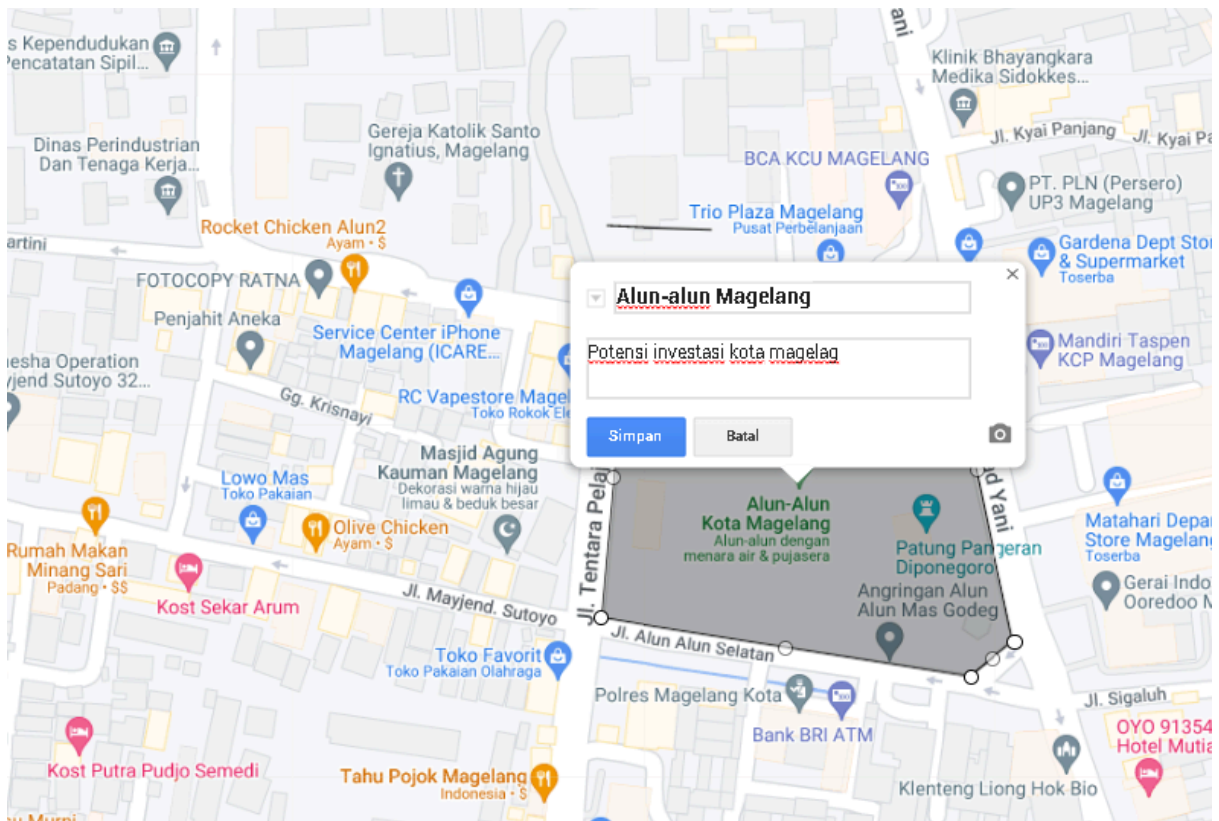 s Kependudukan
Pencatatan Sipil...
ani
Klinik Bhayangkara
Medika Sidokkes...
Jl. Kyai Panjang
Jl. Kyai Pa
Dinas Perindustrian
Dan Tenaga Kerja...
Gereja Katolik Santo
Ignatius, Magelang
BCA KCU MAGELANG
PT. PLN (Persero)
UP3 Magelang
Trio Plaza Magelang
Pusat Perbelanjaan
Rocket Chicken Alun2
Ayam • $
artini
Gardena Dept Stor
& Supermarket
Toserba
FOTOCOPY RATNA
Alun-alun Magelang
Penjahit Aneka
Service Center iPhone
Magelang (ICARE...
Mandiri Taspen
KCP Magelang
Potensi investasi kota magelag
nesha Operation
yjend Sutoyo 32...
Gg. Krisnayi
RC Vapestore Mage
Toko Rokok Ele
Simpan
Batal
Masjid Agung
Kauman Magelang
Dekorasi warna hijau
limau & beduk besar
Lowo Mas
Toko Pakaian
Jl. Tentara Pelaj
ad Yani
Alun-Alun
Kota Magelang
Alun-alun dengan
menara air & pujasera
Olive Chicken
Ayam • $
Patung Pangeran
Diponegoro
Matahari Depar
Store Magelang
Toserba
Rumah Makan
Minang Sari
Padang • $$
Kost Sekar Arum
Jl. Mayjend. Sutoyo
Angringan Alun
Alun Mas Godeg
Gerai Indo
Ooredoo M
Jl. Alun Alun Selatan
Toko Favorit
Toko Pakaian Olahraga
Polres Magelang Kota
Jl. Sigaluh
Bank BRI ATM
OYO 91354
Hotel Mutia
Kost Putra Pudjo Semedi
Tahu Pojok Magelang
Indonesia • $
Klenteng Liong Hok Bio